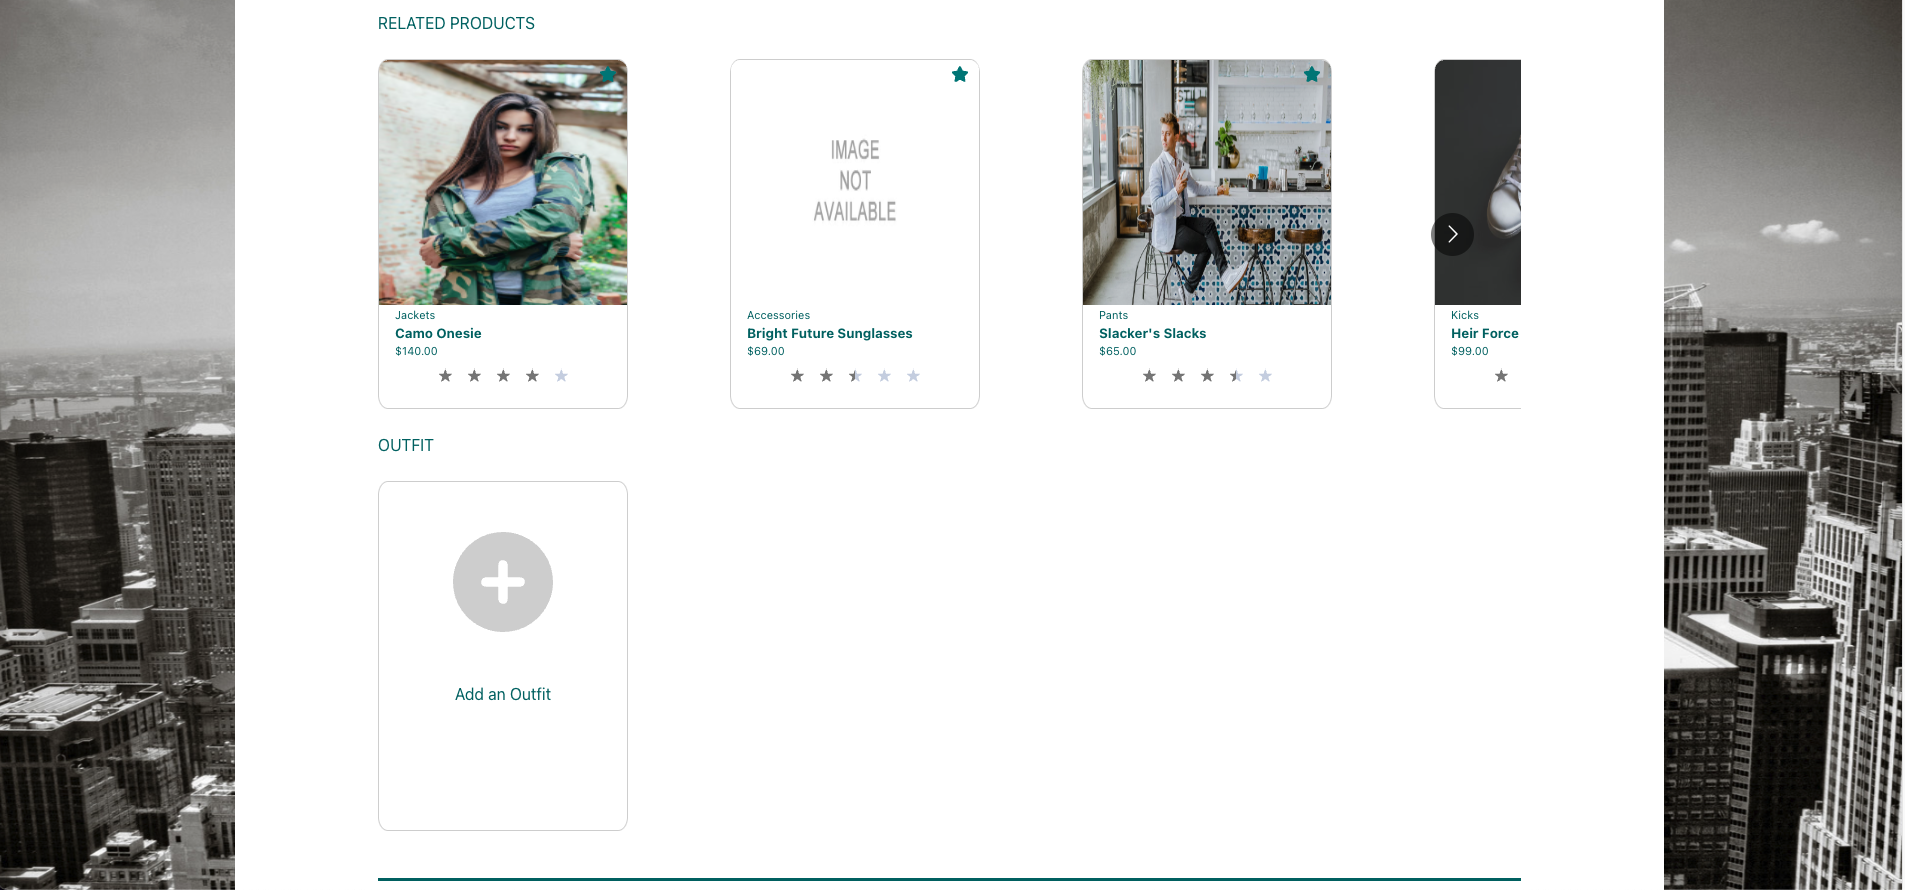 RELATED PRODUCTS
IMAGE
NOT
AVAILABLE
Jackets
Camo Onesie
$140.00
Accessories
Bright Future Sunglasses
$69.00
Pants
Slacker's Slacks
$65.00
Kicks
Heir Force
$99.00
OUTFIT
Add an Outfit
4